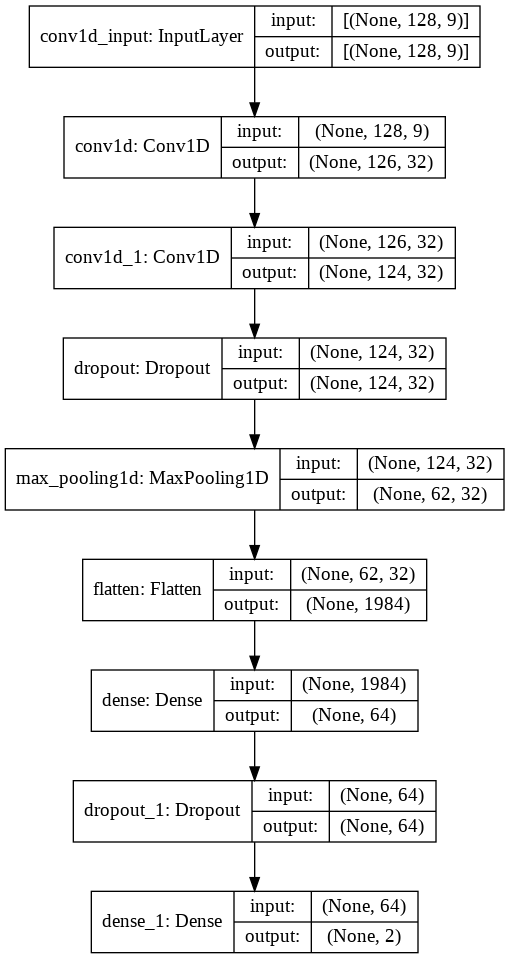 conv1d_input: InputLayer
input: [(None, 128, 9)]
output: [(None, 128, 9)]
conv1d: Conv1D
input: (None, 128, 9)
output: (None, 126, 32)
conv1d_1: Conv1D
input: (None, 126, 32)
output: (None, 124, 32)
dropout: Dropout
input: (None, 124, 32)
output: (None, 124, 32)
max_pooling1d: MaxPooling1D
input: (None, 124, 32)
output: (None, 62, 32)
flatten: Flatten
input: (None, 62, 32)
output: (None, 1984)
dense: Dense
input: (None, 1984)
output: (None, 64)
dropout_1: Dropout
input: (None, 64)
output: (None, 64)
dense_1: Dense
input: (None, 64)
output: (None, 2)